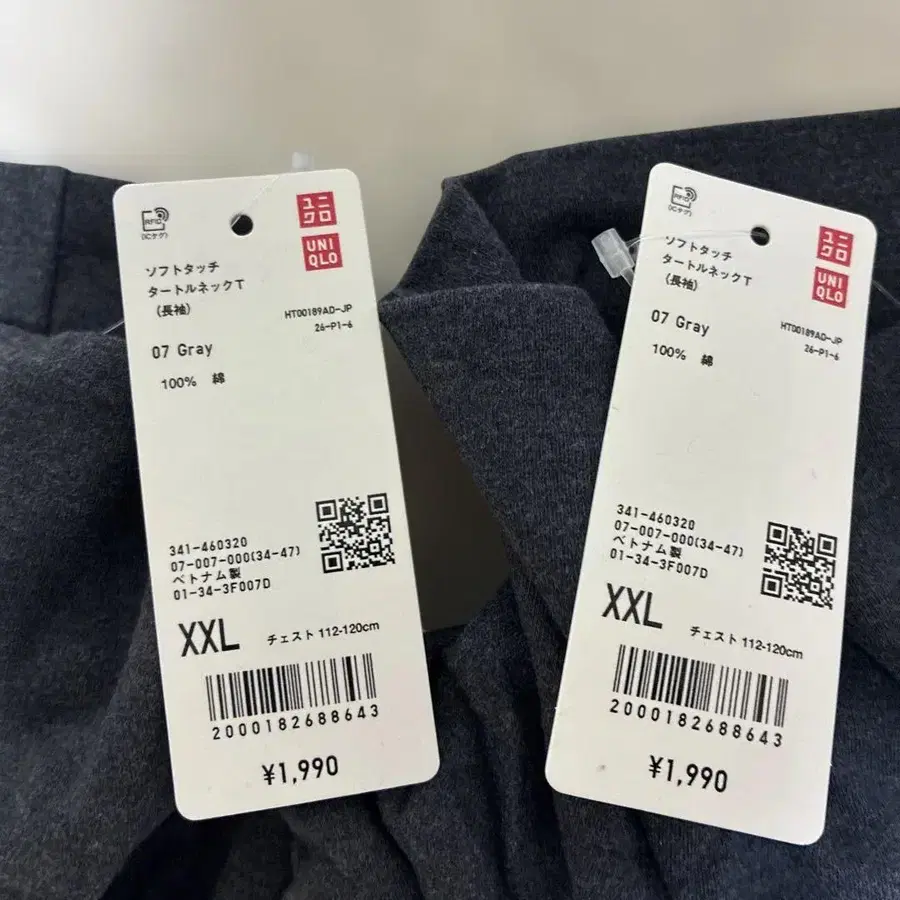 RFID
(ICタグ)
ユニ
クロ
UNI
QLO
ソフトタッチ
タートルネックT
(長袖)
HT00189AD-JP
26-P1-6
07 Gray
100% 綿
341-460320
07-007-000(34-47)
ベトナム製
01-34-3F007D
XXL チェスト 112-120cm
2000182688643
¥1,990
RFID
(ICタグ)
ユニ
クロ
UNI
QLO
ソフトタッチ
タートルネックT
(長袖)
HT00189AD-JP
26-P1-6
07 Gray
100% 綿
341-460320
07-007-000(34-47)
ベトナム製
01-34-3F007D
XXL チェスト 112-120cm
2000182688643
¥1,990